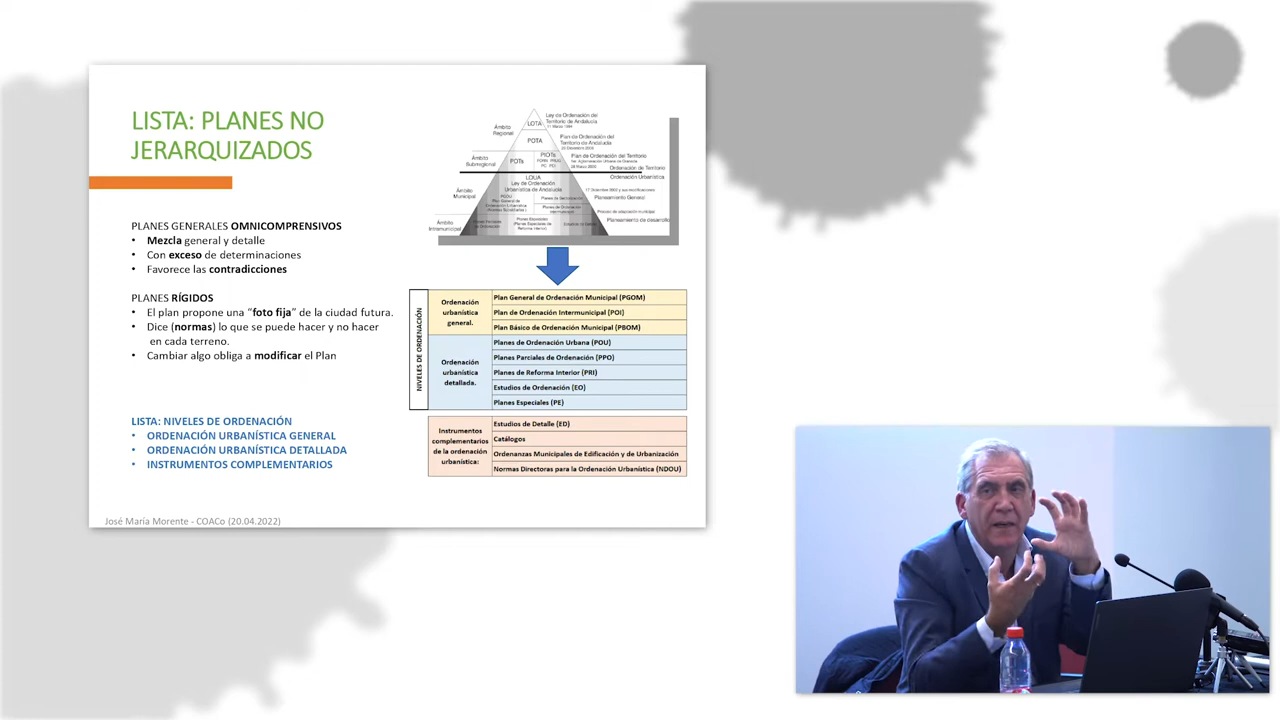 LISTA: PLANES NO
JERARQUIZADOS
PLANES GENERALES OMNICOMPRENSIVOS
• Mezcla general y detalle
• Con exceso de determinaciones
• Favorece las contradicciones
PLANES RÍGIDOS
• El plan propone una “foto fija” de la ciudad futura.
• Dice (normas) lo que se puede hacer y no hacer
en cada terreno.
• Cambiar algo obliga a modificar el Plan
LISTA: NIVELES DE ORDENACIÓN
• ORDENACIÓN URBANÍSTICA GENERAL
• ORDENACIÓN URBANÍSTICA DETALLADA
• INSTRUMENTOS COMPLEMENTARIOS
José María Morente - COACo (20.04.2022)
Ámbito
Regional
LOTA
Ley de Ordenación del
Territorio de Andalucía
POTA
Plan de Ordenación del
Territorio de Andalucía
Ámbito
Subregional
POTs
Plan de Ordenación del Territorio
Ordenación de Territorio
Ordenación Urbanística
LOUA
Ley de Ordenación
Urbanística de Andalucía
Ámbito
Municipal
Planeamiento General
Planeamiento de desarrollo
Ámbito
Inframunicipal
NIVELES DE ORDENACIÓN
Ordenación
urbanística
general.
Plan General de Ordenación Municipal (PGOM)
Plan de Ordenación Intermunicipal (POI)
Plan Básico de Ordenación Municipal (PBOM)
Ordenación
urbanística
detallada.
Planes de Ordenación Urbana (POU)
Planes Parciales de Ordenación (PPO)
Planes de Reforma Interior (PRI)
Estudios de Ordenación (EO)
Planes Especiales (PE)
Instrumentos
complementarios
de la ordenación
urbanística:
Estudios de Detalle (ED)
Catálogos
Ordenanzas Municipales de Edificación y de Urbanización
Normas Directoras para la Ordenación Urbanística (NDOU)